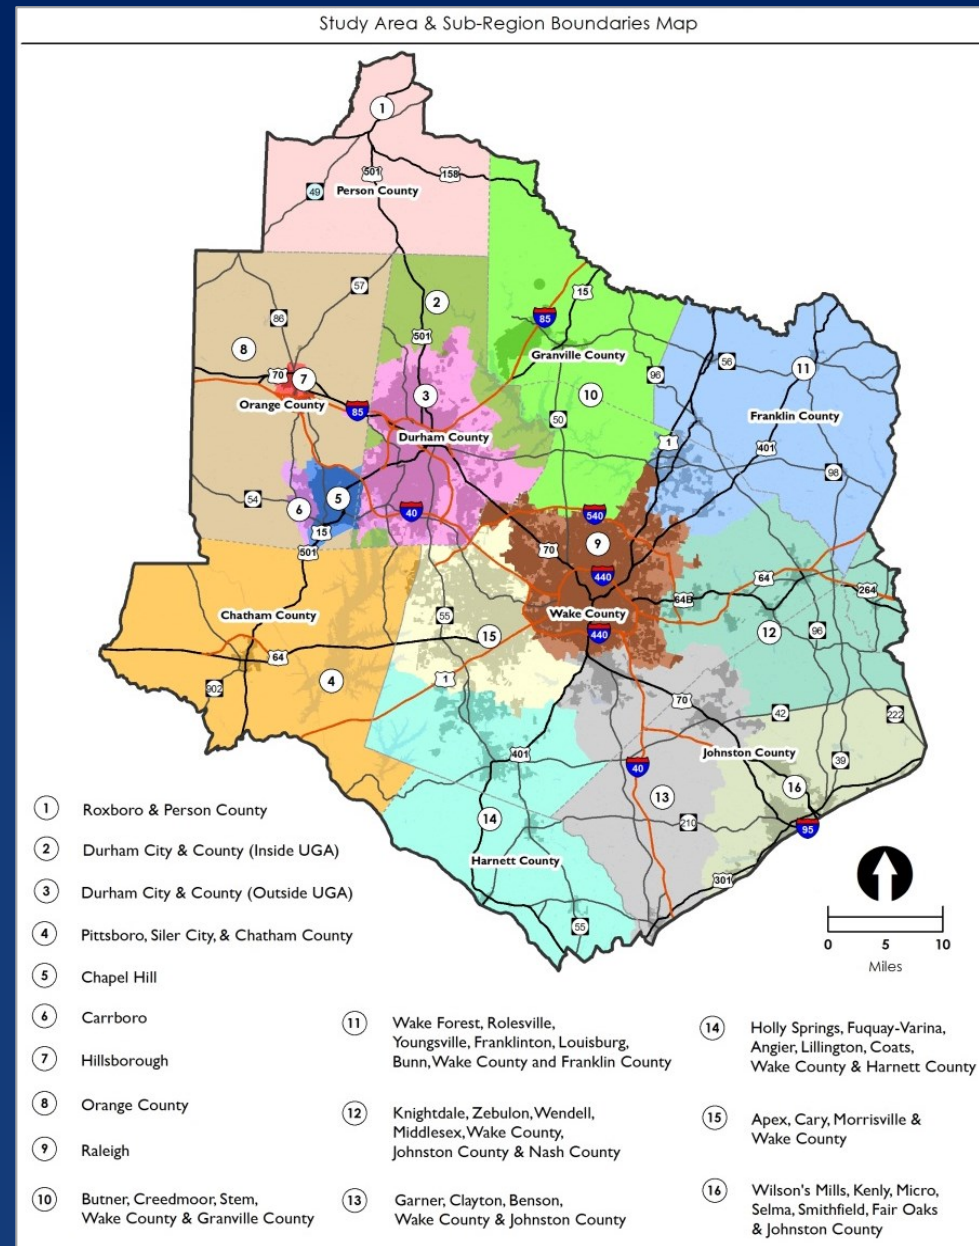 Study Area & Sub-Region Boundaries Map
1
501
158
49
Person County
57
2
15
86
85
501
8
Granville County
56
11
70
7
96
3
10
Orange County
85
Franklin County
50
Durham County
1
401
98
54
5
6
40
540
15
70
9
501
440
64
264
64B
Chatham County
55
Wake County
12
96
440
15
64
4
1
902
70
42
222
401
Johnston County
39
40
13
16
14
210
95
Harnett County
301
55
0 5 10
Miles
1 Roxboro & Person County
2 Durham City & County (Inside UGA)
3 Durham City & County (Outside UGA)
4 Pittsboro, Siler City, & Chatham County
5 Chapel Hill
6 Carrboro
7 Hillsborough
8 Orange County
9 Raleigh
10 Butner, Creedmoor, Stem,
Wake County & Granville County
11 Wake Forest, Rolesville,
Youngsville, Franklinton, Louisburg,
Bunn, Wake County and Franklin County
12 Knightdale, Zebulon, Wendell,
Middlesex, Wake County,
Johnston County & Nash County
13 Garner, Clayton, Benson,
Wake County & Johnston County
14 Holly Springs, Fuquay-Varina,
Angier, Lillington, Coats,
Wake County & Harnett County
15 Apex, Cary, Morrisville &
Wake County
16 Wilson's Mills, Kenly, Micro,
Selma, Smithfield, Fair Oaks
& Johnston County